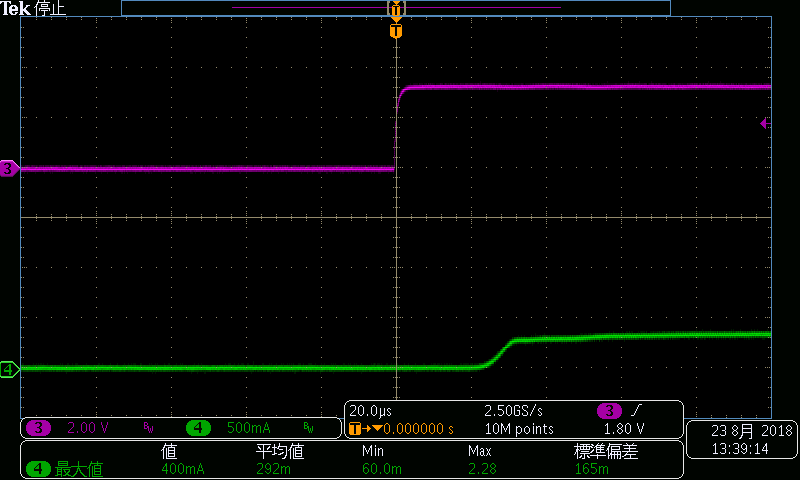 Tek 停止
T
T
3
4
3 2.00 V BW 4 500mA BW
20.0µs 2.50GS/s 3
T 0.000000 s 10M points 1.80 V
23 8月 2018
13:39:14
值 平均值 Min Max 標準偏差
4 最大值 400mA 292m 60.0m 2.28 165m